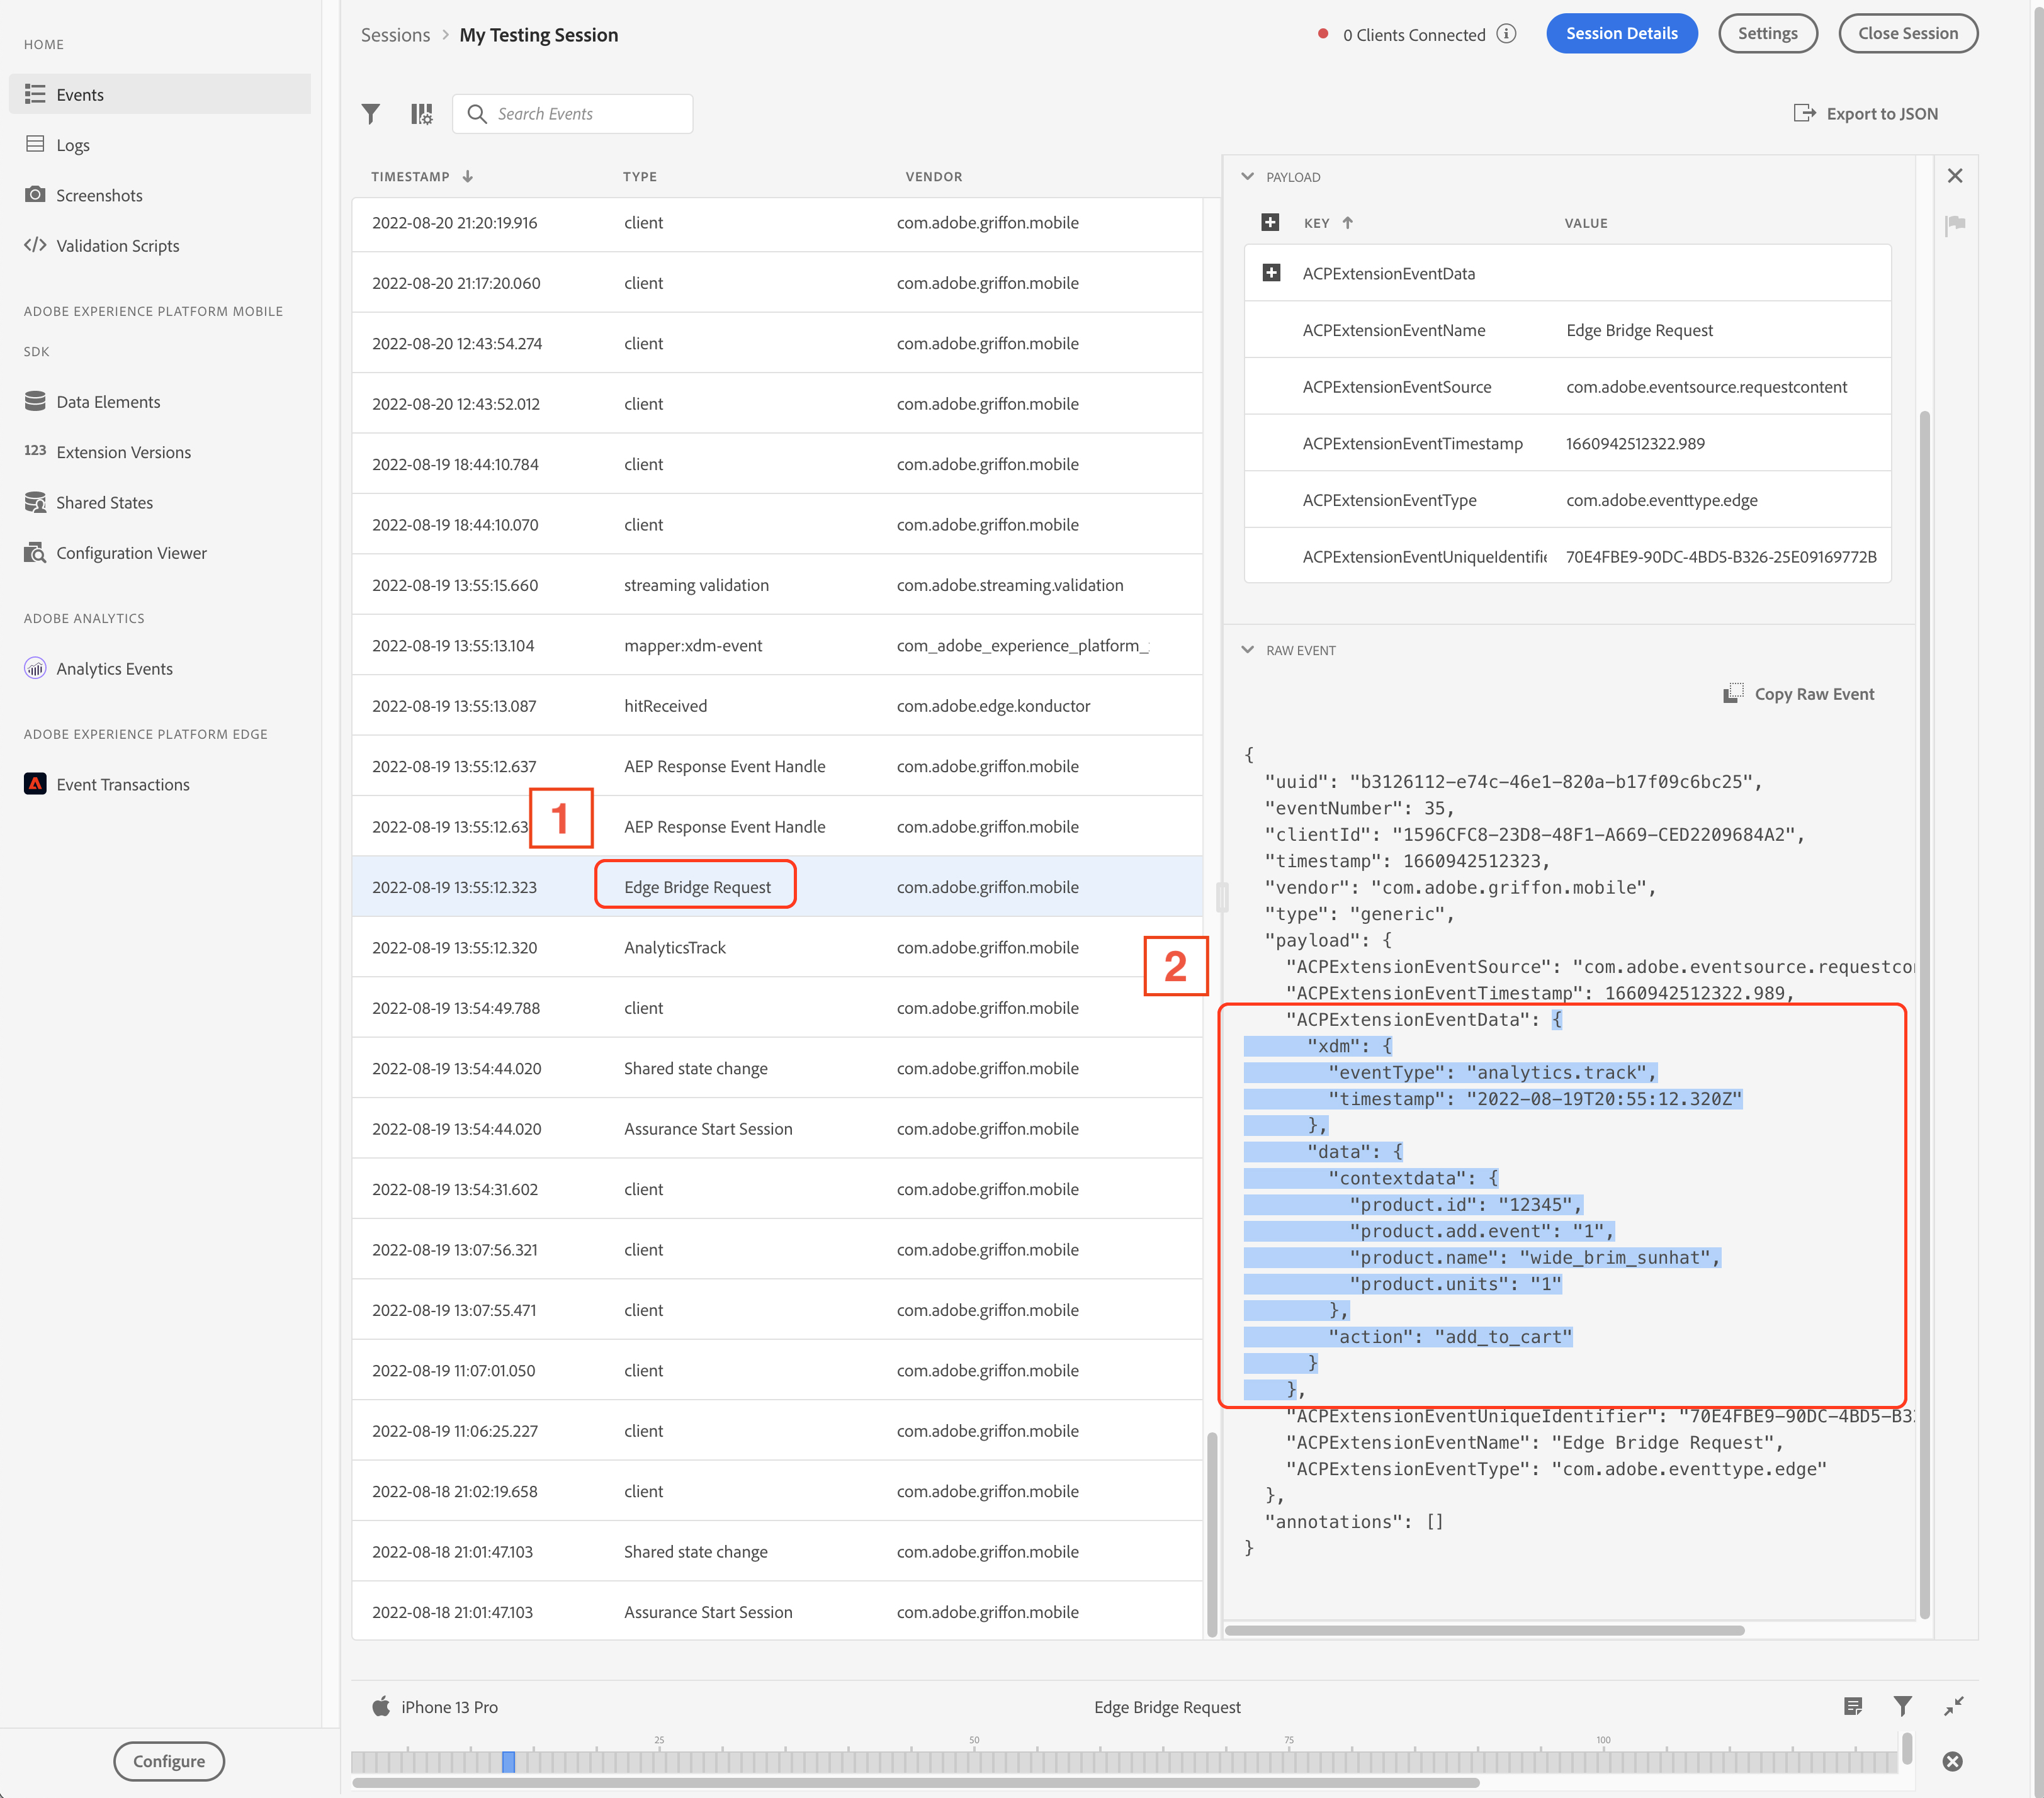 HOME
Events
Logs
Screenshots
Validation Scripts
ADOBE EXPERIENCE PLATFORM MOBILE
SDK
Data Elements
123 Extension Versions
Shared States
Configuration Viewer
ADOBE ANALYTICS
Analytics Events
ADOBE EXPERIENCE PLATFORM EDGE
Event Transactions
Configure
Sessions > My Testing Session
0 Clients Connected
Session Details
Settings
Close Session
Search Events
Export to JSON
TIMESTAMP TYPE VENDOR
2022-08-20 21:20:19.916 client com.adobe.griffon.mobile
2022-08-20 21:17:20.060 client com.adobe.griffon.mobile
2022-08-20 12:43:54.274 client com.adobe.griffon.mobile
2022-08-20 12:43:52.012 client com.adobe.griffon.mobile
2022-08-19 18:44:10.784 client com.adobe.griffon.mobile
2022-08-19 18:44:10.070 client com.adobe.griffon.mobile
2022-08-19 13:55:15.660 streaming validation com.adobe.streaming.validation
2022-08-19 13:55:13.104 mapper:xdm-event com_adobe_experience_platform_
2022-08-19 13:55:13.087 hitReceived com.adobe.edge.konductor
2022-08-19 13:55:12.637 AEP Response Event Handle com.adobe.griffon.mobile
2022-08-19 13:55:12.63 AEP Response Event Handle com.adobe.griffon.mobile
1
2022-08-19 13:55:12.323 Edge Bridge Request com.adobe.griffon.mobile
2022-08-19 13:55:12.320 AnalyticsTrack com.adobe.griffon.mobile
2
2022-08-19 13:54:49.788 client com.adobe.griffon.mobile
2022-08-19 13:54:44.020 Shared state change com.adobe.griffon.mobile
2022-08-19 13:54:44.020 Assurance Start Session com.adobe.griffon.mobile
2022-08-19 13:54:31.602 client com.adobe.griffon.mobile
2022-08-19 13:07:56.321 client com.adobe.griffon.mobile
2022-08-19 13:07:55.471 client com.adobe.griffon.mobile
2022-08-19 11:07:01.050 client com.adobe.griffon.mobile
2022-08-19 11:06:25.227 client com.adobe.griffon.mobile
2022-08-18 21:02:19.658 client com.adobe.griffon.mobile
2022-08-18 21:01:47.103 Shared state change com.adobe.griffon.mobile
2022-08-18 21:01:47.103 Assurance Start Session com.adobe.griffon.mobile
PAYLOAD
KEY VALUE
ACPExtensionEventData
ACPExtensionEventName Edge Bridge Request
ACPExtensionEventSource com.adobe.eventsource.requestcontent
ACPExtensionEventTimestamp 1660942512322.989
ACPExtensionEventType com.adobe.eventtype.edge
ACPExtensionEventUniqueIdentifi 70E4FBE9-90DC-4BD5-B326-25E09169772B
RAW EVENT
Copy Raw Event
{
"uuid": "b3126112-e74c-46e1-820a-b17f09c6bc25",
"eventNumber": 35,
"clientId": "1596CFC8-23D8-48F1-A669-CED2209684A2",
"timestamp": 1660942512323,
"vendor": "com.adobe.griffon.mobile",
"type": "generic",
"payload": {
"ACPExtensionEventSource": "com.adobe.eventsource.requestco
"ACPExtensionEventTimestamp": 1660942512322.989,
"ACPExtensionEventData": {
"xdm": {
"eventType": "analytics.track",
"timestamp": "2022-08-19T20:55:12.320Z"
},
"data": {
"contextdata": {
"product.id": "12345",
"product.add.event": "1",
"product.name": "wide_brim_sunhat",
"product.units": "1"
},
"action": "add_to_cart"
}
},
"ACPExtensionEventUniqueIdentifier": "70E4FBE9-90DC-4BD5-B3
"ACPExtensionEventName": "Edge Bridge Request",
"ACPExtensionEventType": "com.adobe.eventtype.edge"
},
"annotations": []
}
iPhone 13 Pro
Edge Bridge Request
25 50 75 100